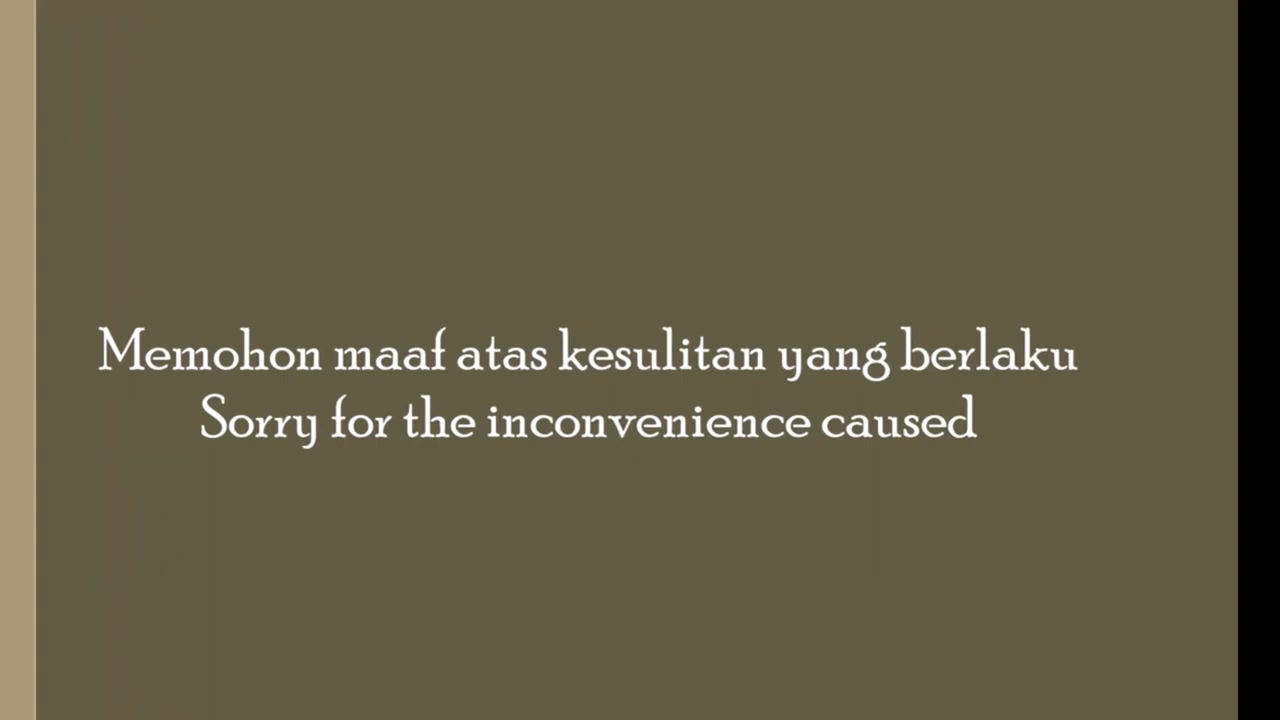 Memohon maaf atas kesulitan yang berlaku
Sorry for the inconvenience caused